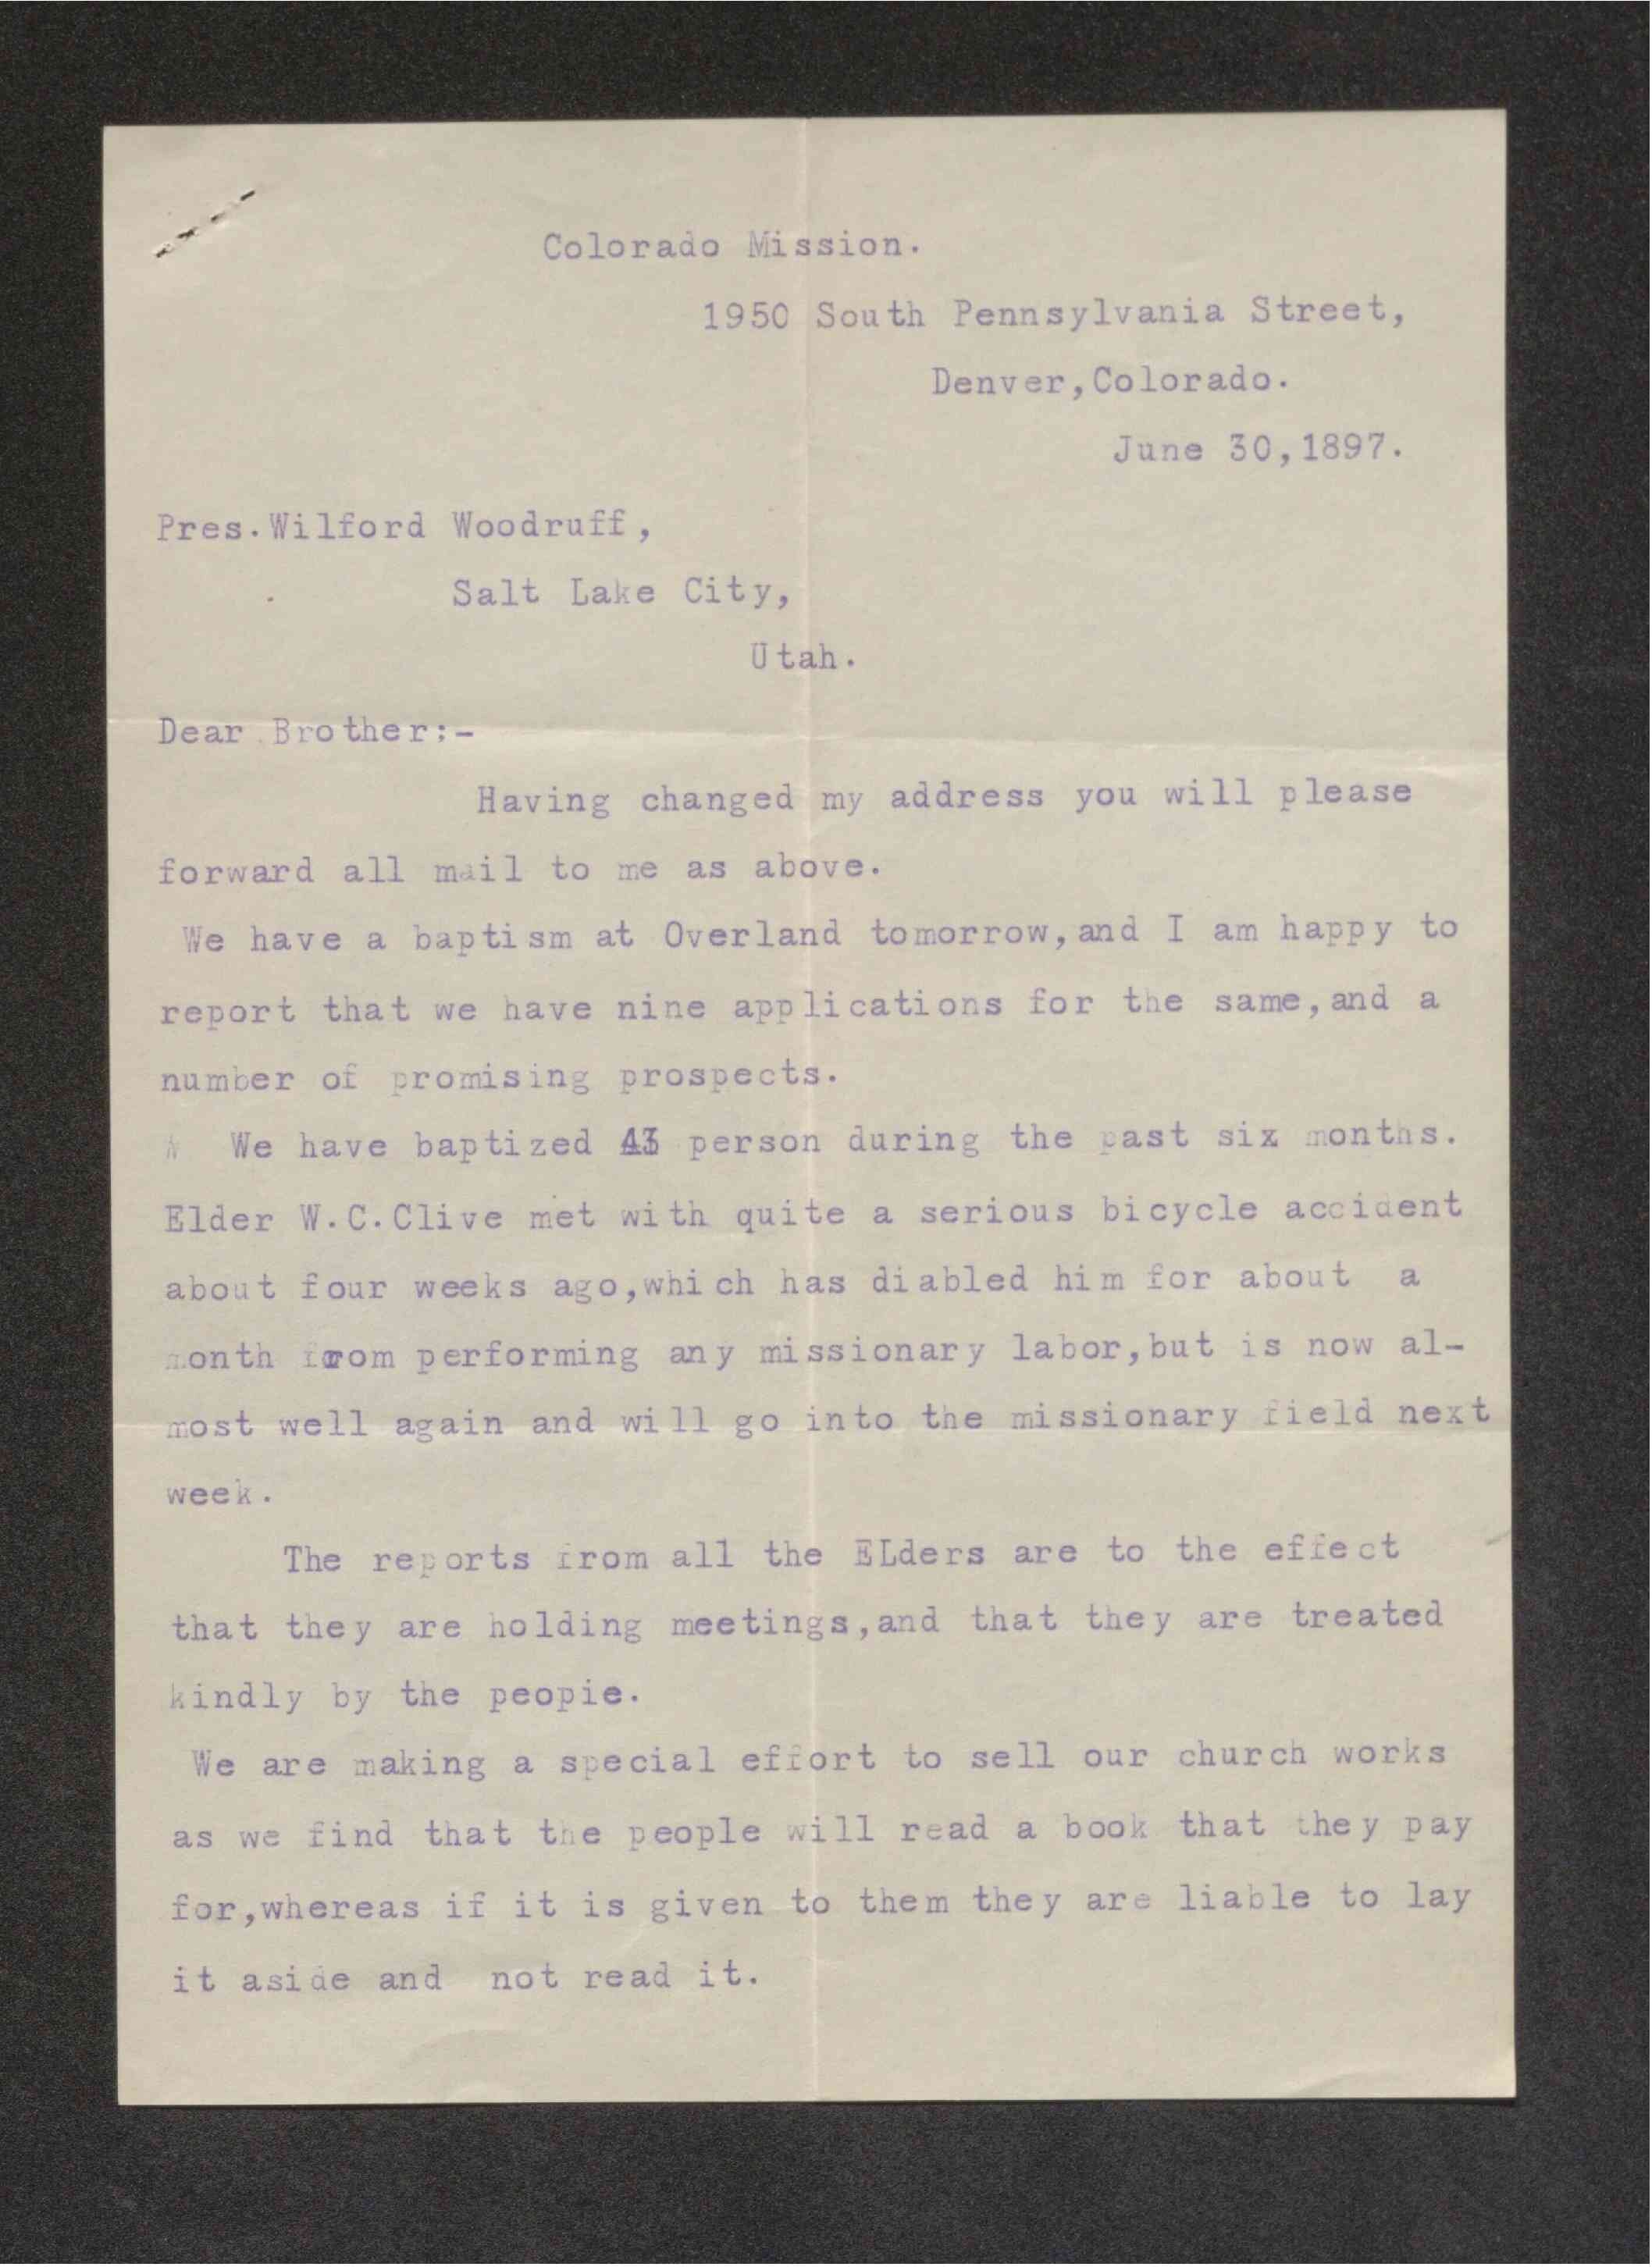 Colorado Mission.
1950 South Pennsylvania Street,
Denver,Colorado.
June 30,1897.
Pres.Wilford Woodruff,
Salt Lake City,
Utah.
Dear Brother:-
Having changed my address you will please
forward all mail to me as above.
We have a baptism at Overland tomorrow,and I am happy to
report that we have nine applications for the same,and a
number of promising prospects.
We have baptized 43 person during the past six months.
Elder W.C.Clive met with quite a serious bicycle accident
about four weeks ago,which has diabled him for about a
month from performing any missionary labor,but is now al-
most well again and will go into the missionary field next
week.
The reports from all the ELders are to the effect
that they are holding meetings,and that they are treated
kindly by the peopie.
We are making a special effort to sell our church works
as we find that the people will read a book that they pay
for,whereas if it is given to them they are liable to lay
it aside and not read it.